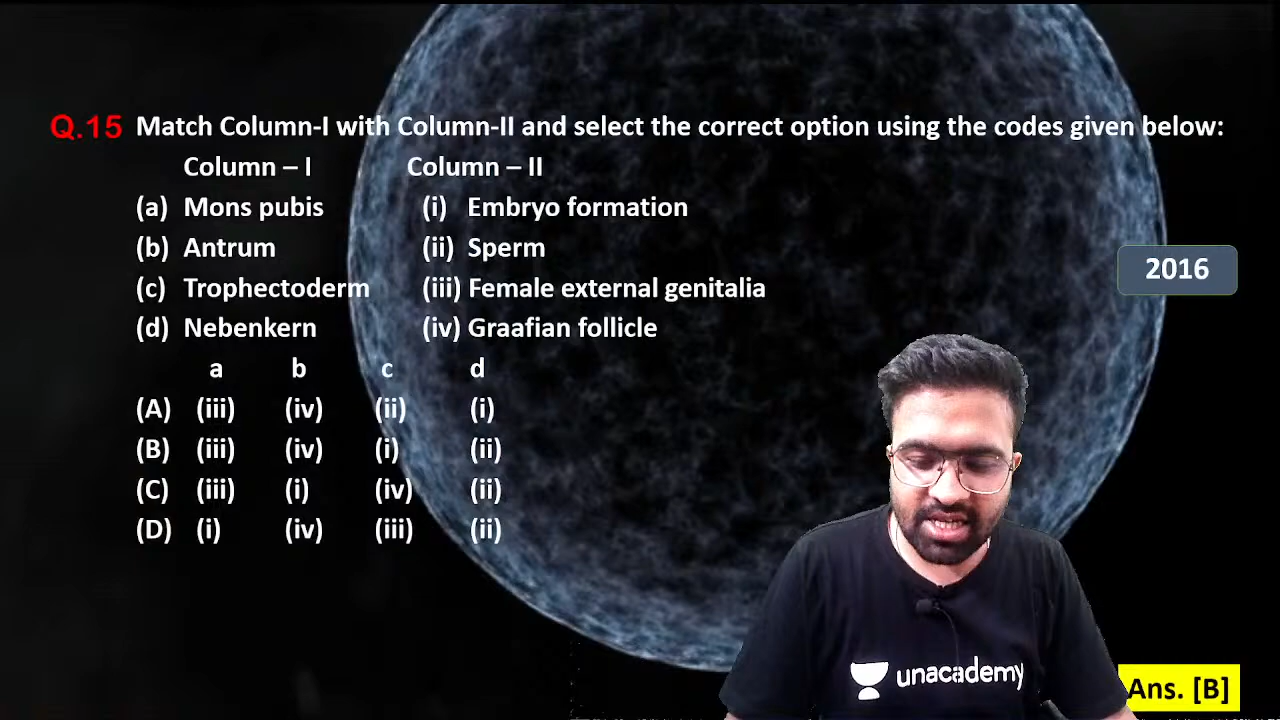 Q.15 Match Column-I with Column-II and select the correct option using the codes given below:
Column – I Column – II
(a) Mons pubis (i) Embryo formation
(b) Antrum (ii) Sperm
(c) Trophectoderm (iii) Female external genitalia
(d) Nebenkern (iv) Graafian follicle
a b c d
(A) (iii) (iv) (ii) (i)
(B) (iii) (iv) (i) (ii)
(C) (iii) (i) (iv) (ii)
(D) (i) (iv) (iii) (ii)
2016
unacademy
Ans. [B]